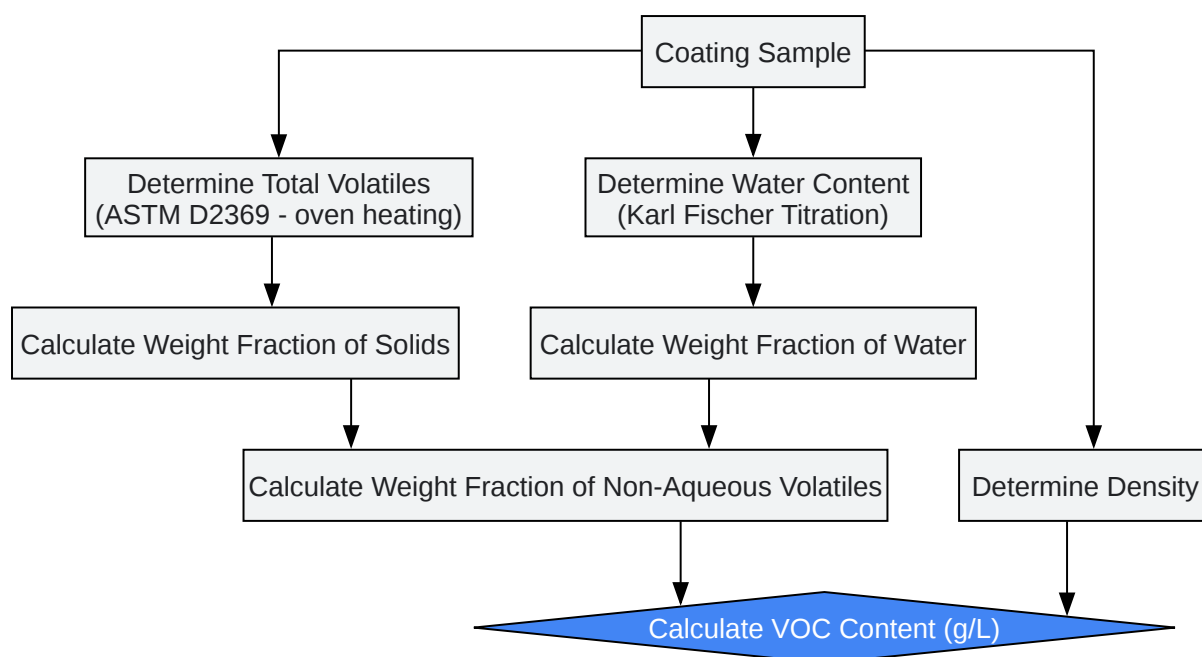 Coating Sample
Determine Total Volatiles
(ASTM D2369 - oven heating)
Determine Water Content
(Karl Fischer Titration)
Calculate Weight Fraction of Solids
Calculate Weight Fraction of Water
Calculate Weight Fraction of Non-Aqueous Volatiles
Determine Density
Calculate VOC Content (g/L)